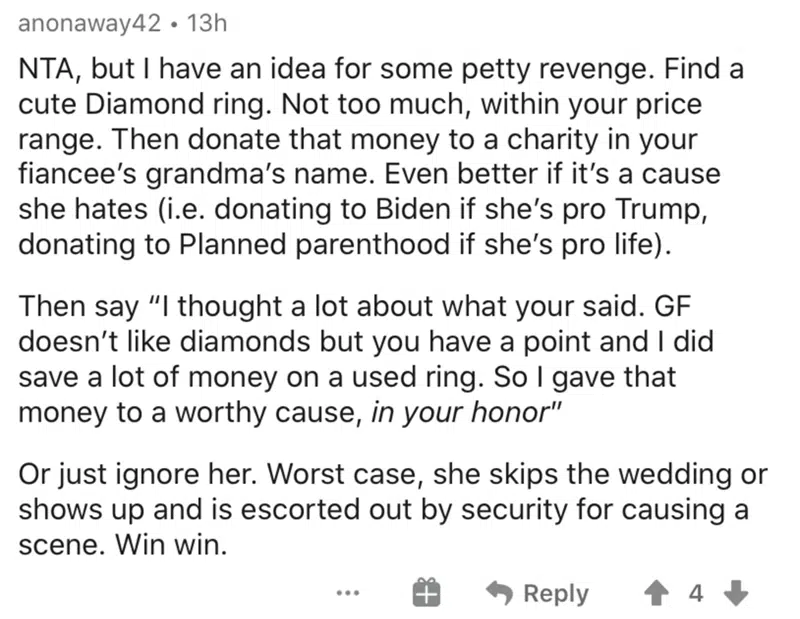 anonaway42 • 13h
NTA, but I have an idea for some petty revenge. Find a
cute Diamond ring. Not too much, within your price
range. Then donate that money to a charity in your
fiancee's grandma's name. Even better if it's a cause
she hates (i.e. donating to Biden if she's pro Trump,
donating to Planned parenthood if she's pro life).
Then say "I thought a lot about what your said. GF
doesn't like diamonds but you have a point and I did
save a lot of money on a used ring. So I gave that
money to a worthy cause, in your honor"
Or just ignore her. Worst case, she skips the wedding or
shows up and is escorted out by security for causing a
scene. Win win.
Reply 4